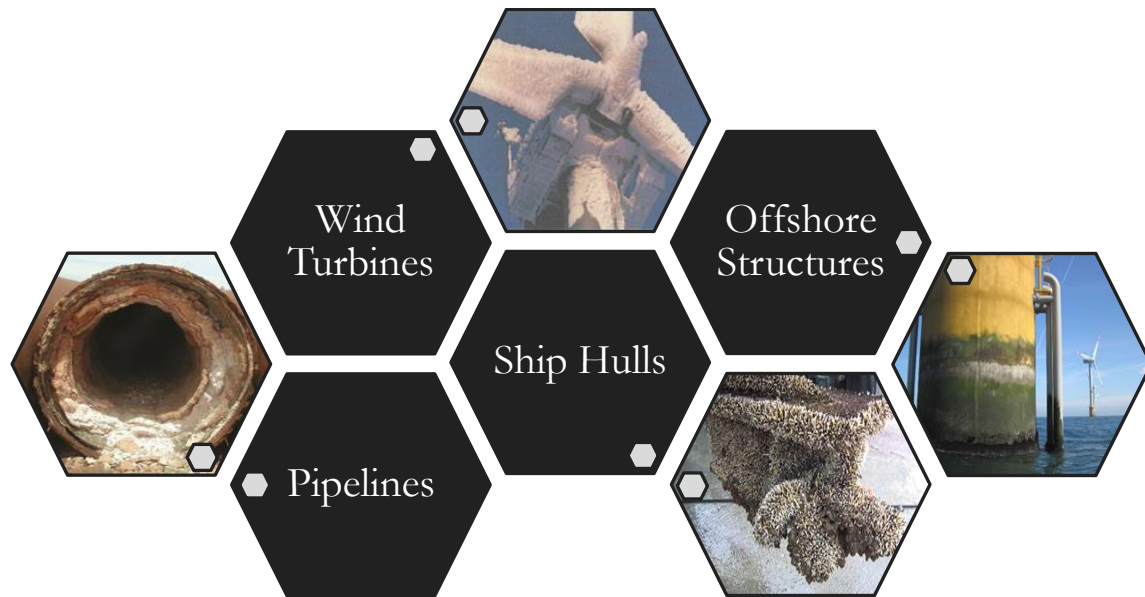 Wind
Turbines
Offshore
Structures
Ship Hulls
Pipelines